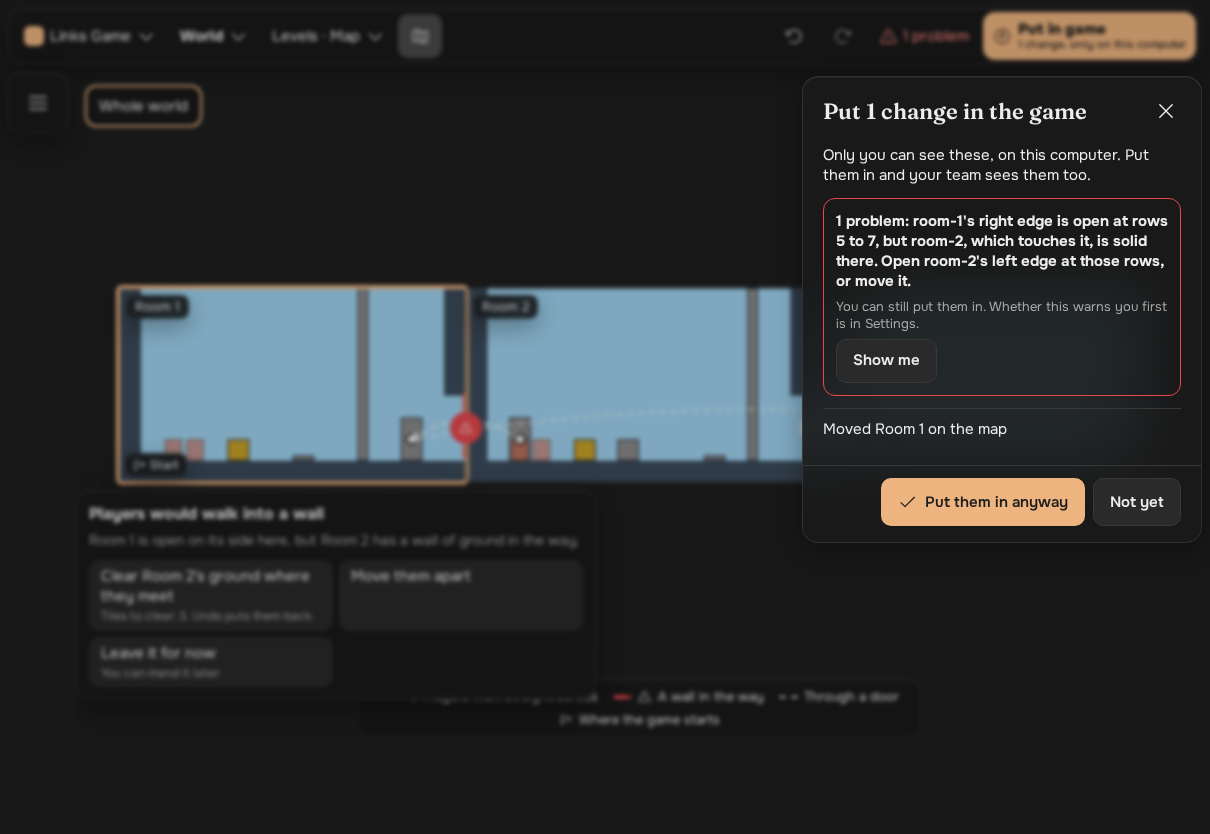 Links Game
World
Levels · Map
1 problem
Put in game
1 change, only on this computer
Whole world
Put 1 change in the game
Only you can see these, on this computer. Put
them in and your team sees them too.
1 problem: room-1's right edge is open at rows
5 to 7, but room-2, which touches it, is solid
there. Open room-2's left edge at those rows,
or move it.
You can still put them in. Whether this warns you first
is in Settings.
Show me
Moved Room 1 on the map
Put them in anyway
Not yet
Room 1
Room 2
Start
Players would walk into a wall
Room 1 is open on its side here, but Room 2 has a wall of ground in the way.
Clear Room 2's ground where
they meet
Tiles to clear: 3. Undo puts them back.
Move them apart
Leave it for now
You can mend it later
A wall in the way
Through a door
Where the game starts